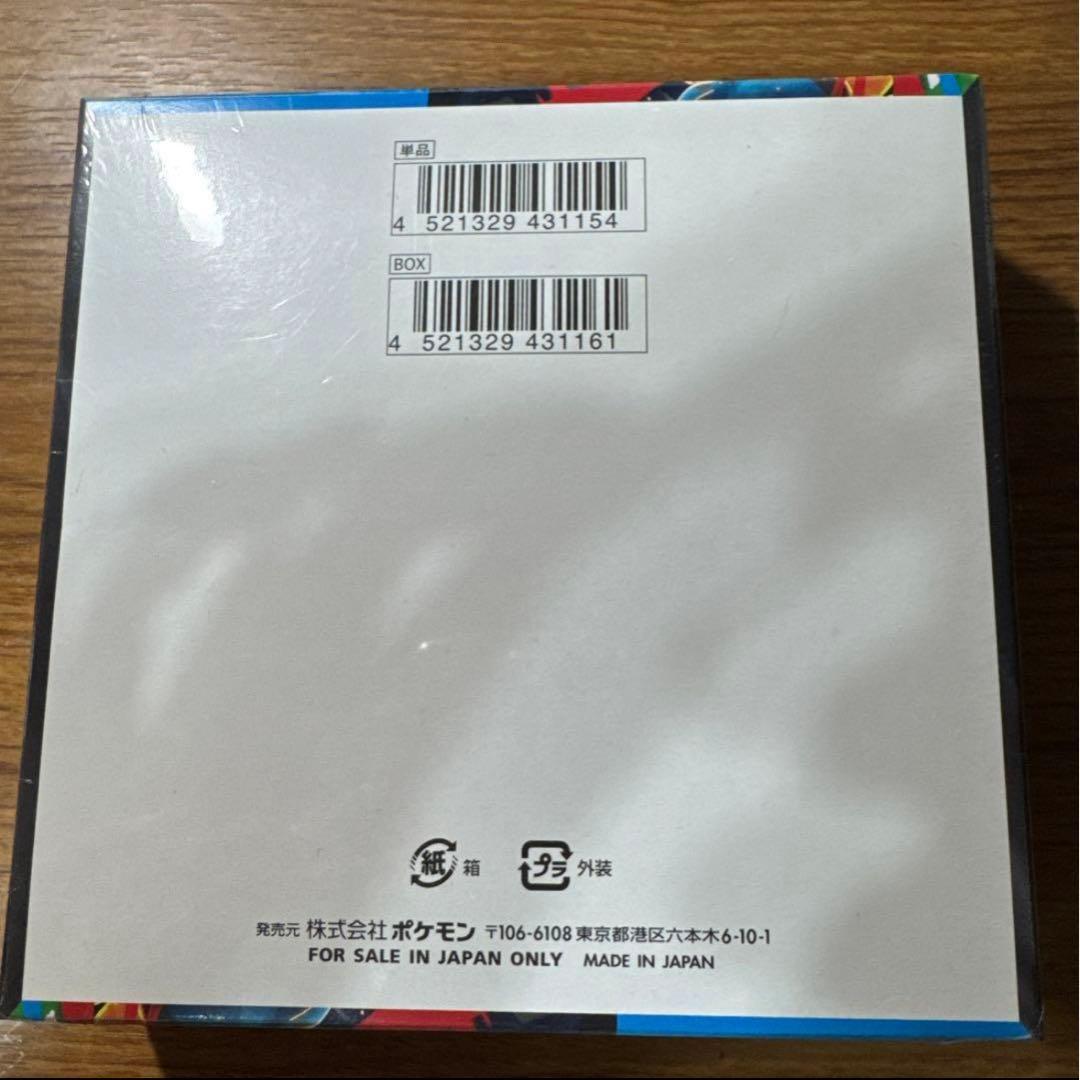 単品
4 521329 431154
BOX
4 521329 431161
紙 箱 プラ 外装
発売元 株式会社 ポケモン 〒106-6108 東京都港区六本木6-10-1
FOR SALE IN JAPAN ONLY MADE IN JAPAN